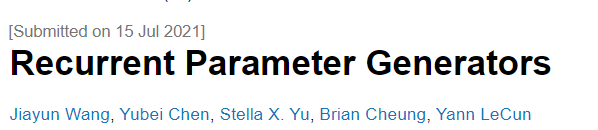 [Submitted on 15 Jul 2021]
Recurrent Parameter Generators
Jiayun Wang, Yubei Chen, Stella X. Yu, Brian Cheung, Yann LeCun